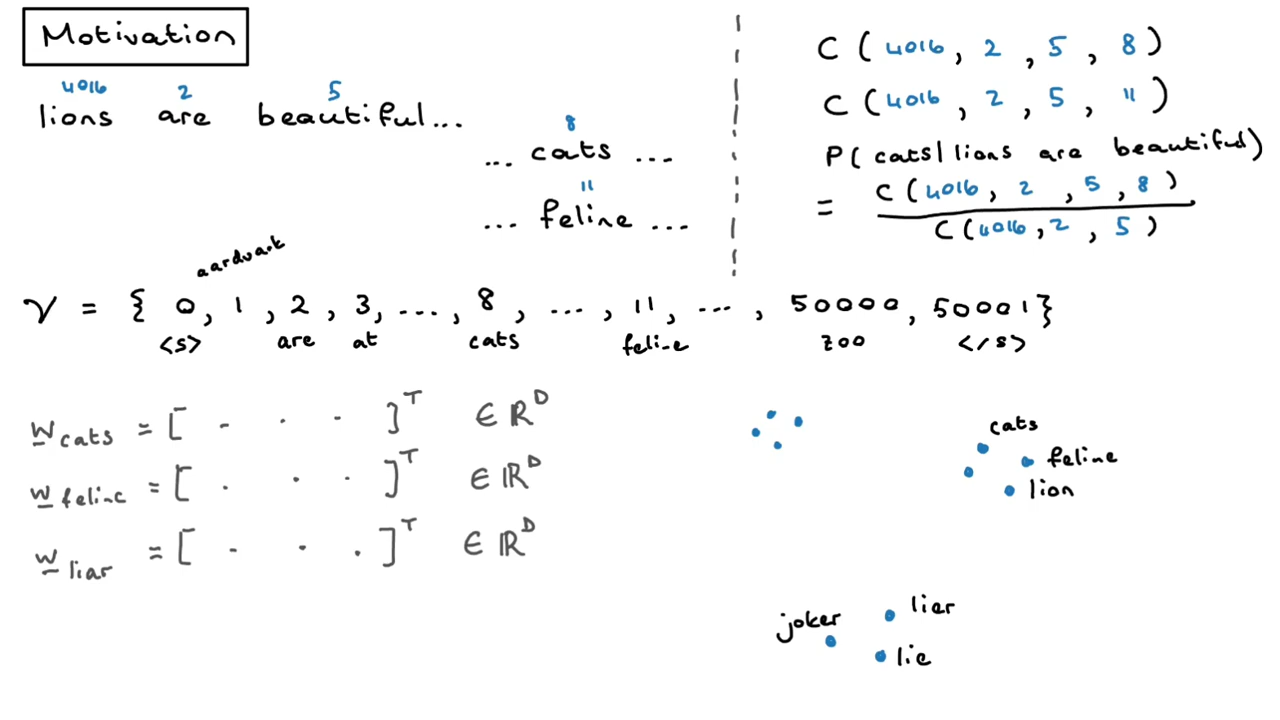 Motivation
4016 2 5
lions are beautiful...
8
... cats ...
11
... feline ...
C ( 4016 , 2 , 5 , 8 )
C ( 4016 , 2 , 5 , 11 )
P( cats | lions are beautiful)
= C ( 4016 , 2 , 5 , 8 )
C ( 4016 , 2 , 5 )
aardvark
V = { 0, 1, 2, 3, ..., 8, ..., 11, ..., 50000, 50001}
<s> are at cats feline zoo </s>
w cats = [ . . . ]ᵀ ∈ ℝᴰ
w feline = [ . . . ]ᵀ ∈ ℝᴰ
w liar = [ . . . ]ᵀ ∈ ℝᴰ
cats
feline
lion
joker
lier
lie